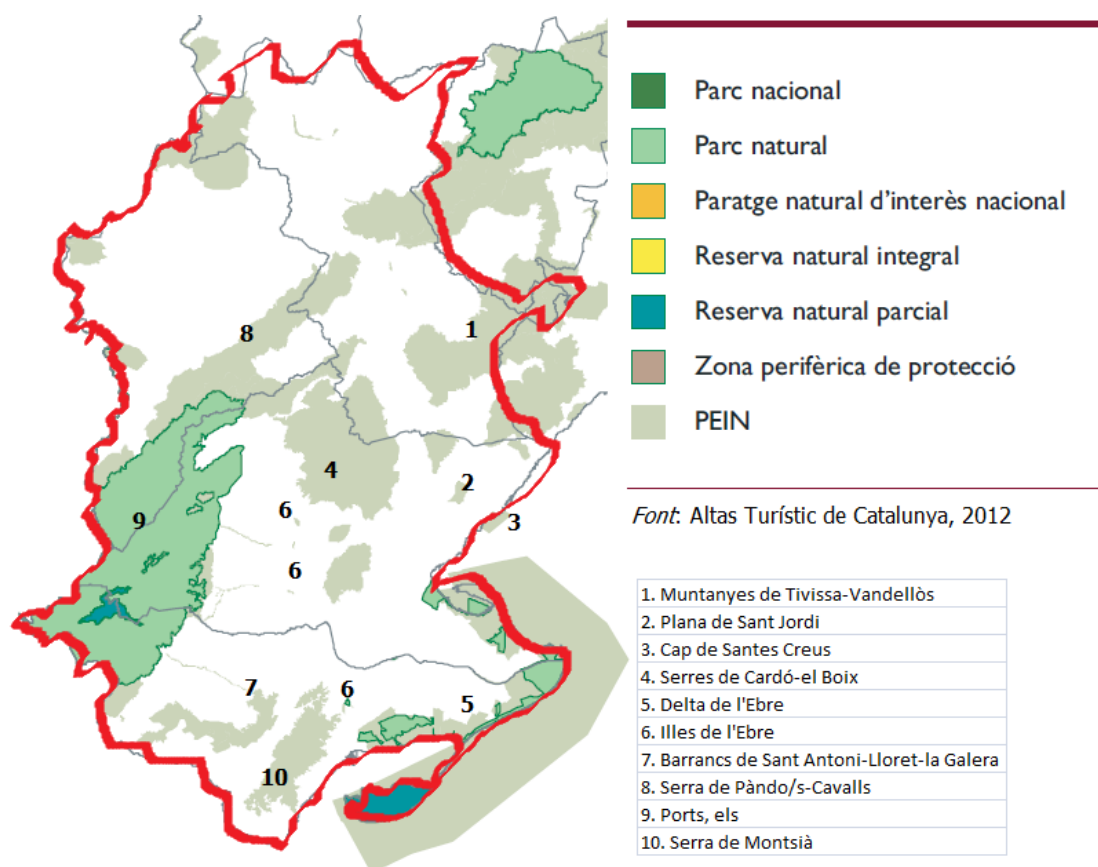 Parc nacional
Parc natural
Paratge natural d'interès nacional
Reserva natural integral
Reserva natural parcial
Zona perifèrica de protecció
PEIN
Font: Altas Turístic de Catalunya, 2012
1. Muntanyes de Tivissa-Vandellòs
2. Plana de Sant Jordi
3. Cap de Santes Creus
4. Serres de Cardó-el Boix
5. Delta de l'Ebre
6. Illes de l'Ebre
7. Barrancs de Sant Antoni-Lloret-la Galera
8. Serra de Pàndo/s-Cavalls
9. Ports, els
10. Serra de Montsià
1
8
4
2
6
9
3
6
7
6
5
10